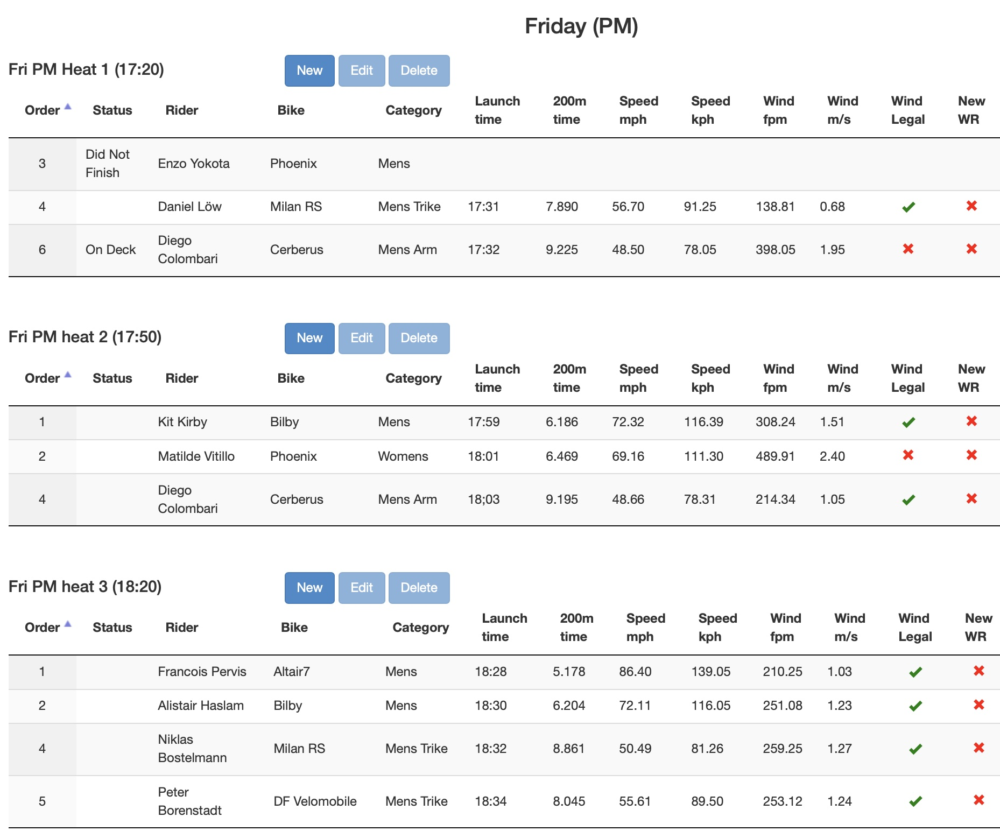 Friday (PM)
Fri PM Heat 1 (17:20) New Edit Delete
Order Status Rider Bike Category Launch time 200m time Speed mph Speed kph Wind fpm Wind m/s Wind Legal New WR
3 Did Not Finish Enzo Yokota Phoenix Mens
4 Daniel Löw Milan RS Mens Trike 17:31 7.890 56.70 91.25 138.81 0.68
6 On Deck Diego Colombari Cerberus Mens Arm 17:32 9.225 48.50 78.05 398.05 1.95
Fri PM heat 2 (17:50) New Edit Delete
Order Status Rider Bike Category Launch time 200m time Speed mph Speed kph Wind fpm Wind m/s Wind Legal New WR
1 Kit Kirby Bilby Mens 17:59 6.186 72.32 116.39 308.24 1.51
2 Matilde Vitillo Phoenix Womens 18:01 6.469 69.16 111.30 489.91 2.40
4 Diego Colombari Cerberus Mens Arm 18;03 9.195 48.66 78.31 214.34 1.05
Fri PM heat 3 (18:20) New Edit Delete
Order Status Rider Bike Category Launch time 200m time Speed mph Speed kph Wind fpm Wind m/s Wind Legal New WR
1 Francois Pervis Altair7 Mens 18:28 5.178 86.40 139.05 210.25 1.03
2 Alistair Haslam Bilby Mens 18:30 6.204 72.11 116.05 251.08 1.23
4 Niklas Bostelmann Milan RS Mens Trike 18:32 8.861 50.49 81.26 259.25 1.27
5 Peter Borenstadt DF Velomobile Mens Trike 18:34 8.045 55.61 89.50 253.12 1.24